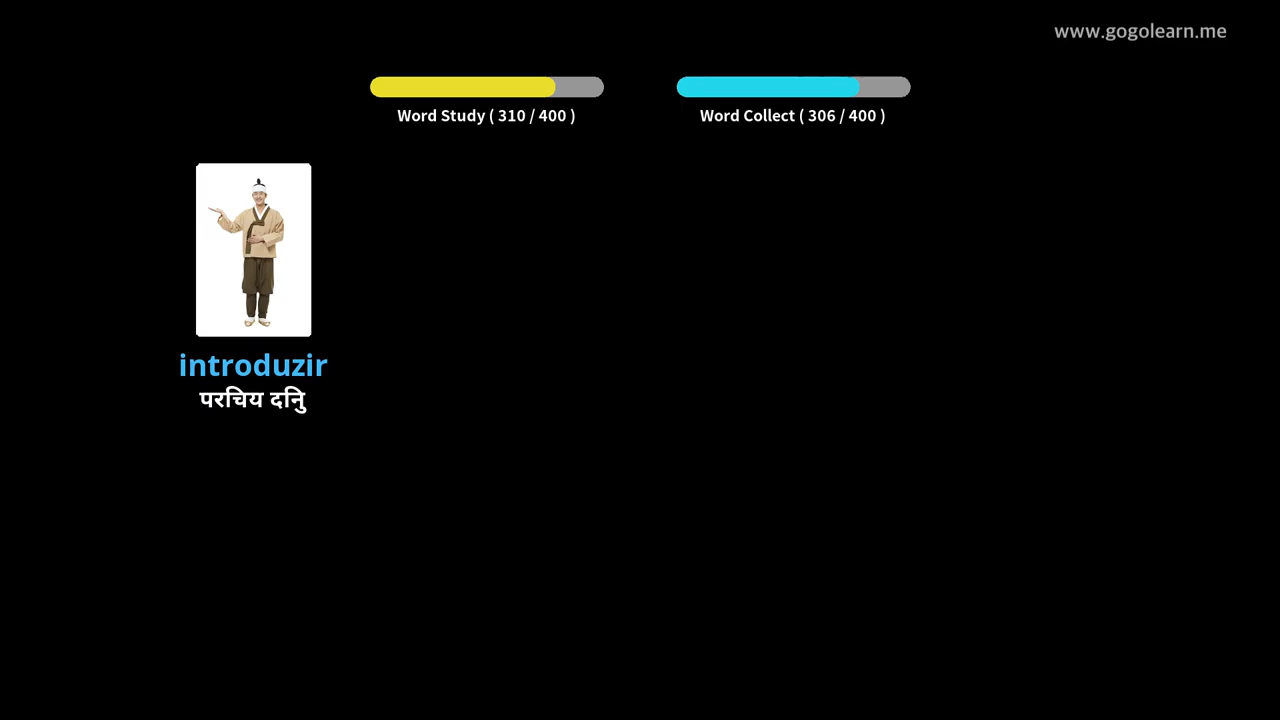 www.gogolearn.me
Word Study ( 310 / 400 )
Word Collect ( 306 / 400 )
introduzir
परिचय दिनु